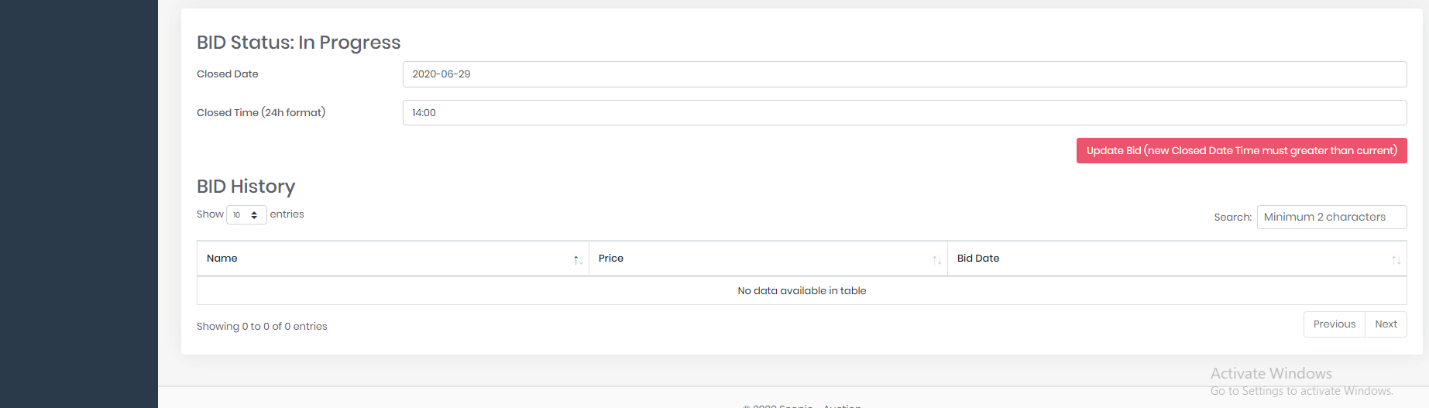 BID Status: In Progress
Closed Date
2020-06-29
Closed Time (24h format)
14:00
Update Bid (new Closed Date Time must greater than current)
BID History
Show 10 entries
Search: Minimum 2 characters
Name Price Bid Date
No data available in table
Showing 0 to 0 of 0 entries
Previous Next
Activate Windows
Go to Settings to activate Windows.
© 2020 - Auction